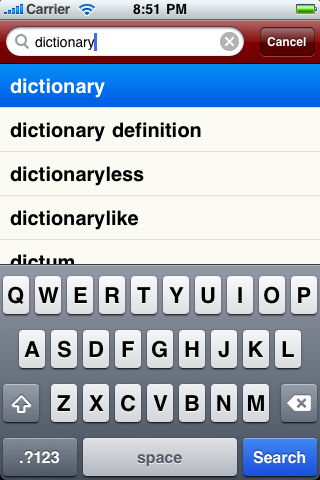 Carrier 8:51 PM
dictionary Cancel
dictionary
dictionary definition
dictionaryless
dictionarylike
dictum
Q W E R T Y U I O P
A S D F G H J K L
Z X C V B N M
.?123 space Search